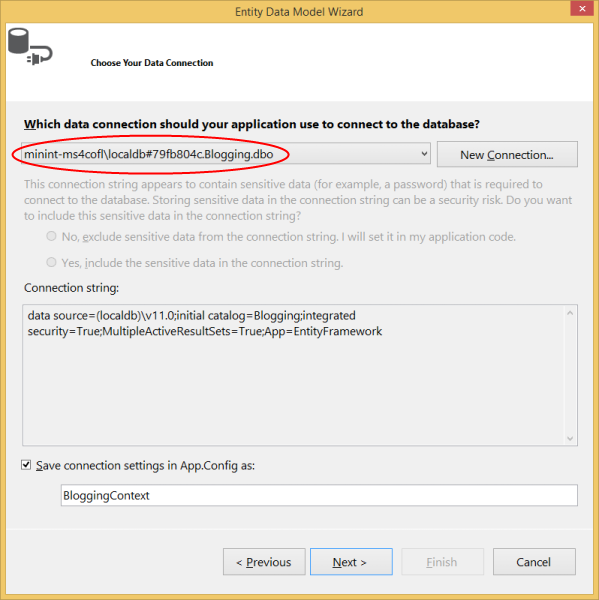 Entity Data Model Wizard
Choose Your Data Connection
Which data connection should your application use to connect to the database?
minint-ms4cofl\localdb#79fb804c.Blogging.dbo
New Connection...
This connection string appears to contain sensitive data (for example, a password) that is required to
connect to the database. Storing sensitive data in the connection string can be a security risk. Do you want
to include this sensitive data in the connection string?
No, exclude sensitive data from the connection string. I will set it in my application code.
Yes, include the sensitive data in the connection string.
Connection string:
data source=(localdb)\v11.0;initial catalog=Blogging;integrated
security=True;MultipleActiveResultSets=True;App=EntityFramework
Save connection settings in App.Config as:
BloggingContext
< Previous
Next >
Finish
Cancel